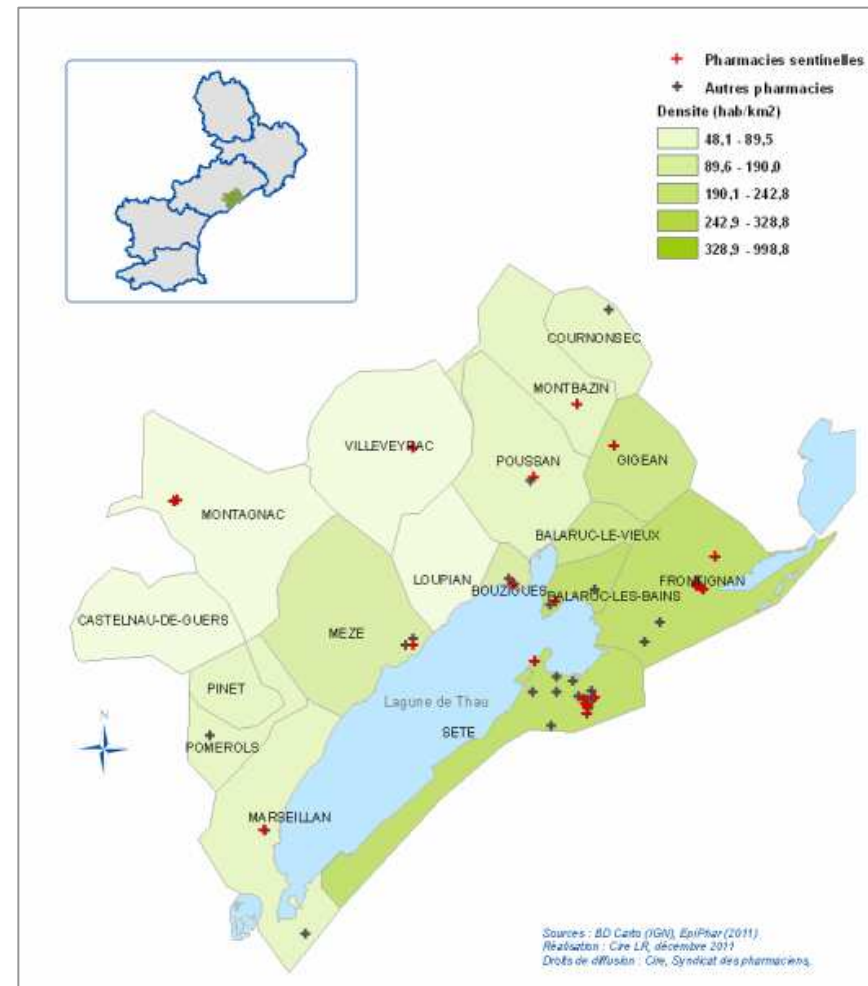 Pharmacies sentinelles
Autres pharmacies
Densite (hab/km2)
48,1 - 89,5
89,6 - 190,0
190,1 - 242,8
242,9 - 328,8
328,9 - 998,8
COURNONSEC
MONTBAZIN
VILLEVEYRAC
POUSSAN
GIGEAN
MONTAGNAC
BALARUC-LE-VIEUX
LOUPIAN
BOUZIGUES
FRONTIGNAN
BALARUC-LES-BAINS
CASTELNAU-DE-GUERS
MEZE
PINET
Lagune de Thau
N
SETE
POMEROLS
MARSEILLAN
Sources : BD Carto (IGN), EpiPhar (2011)
Réalisation : Cire LR, décembre 2011
Droits de diffusion : Cire, Syndicat des pharmaciens,